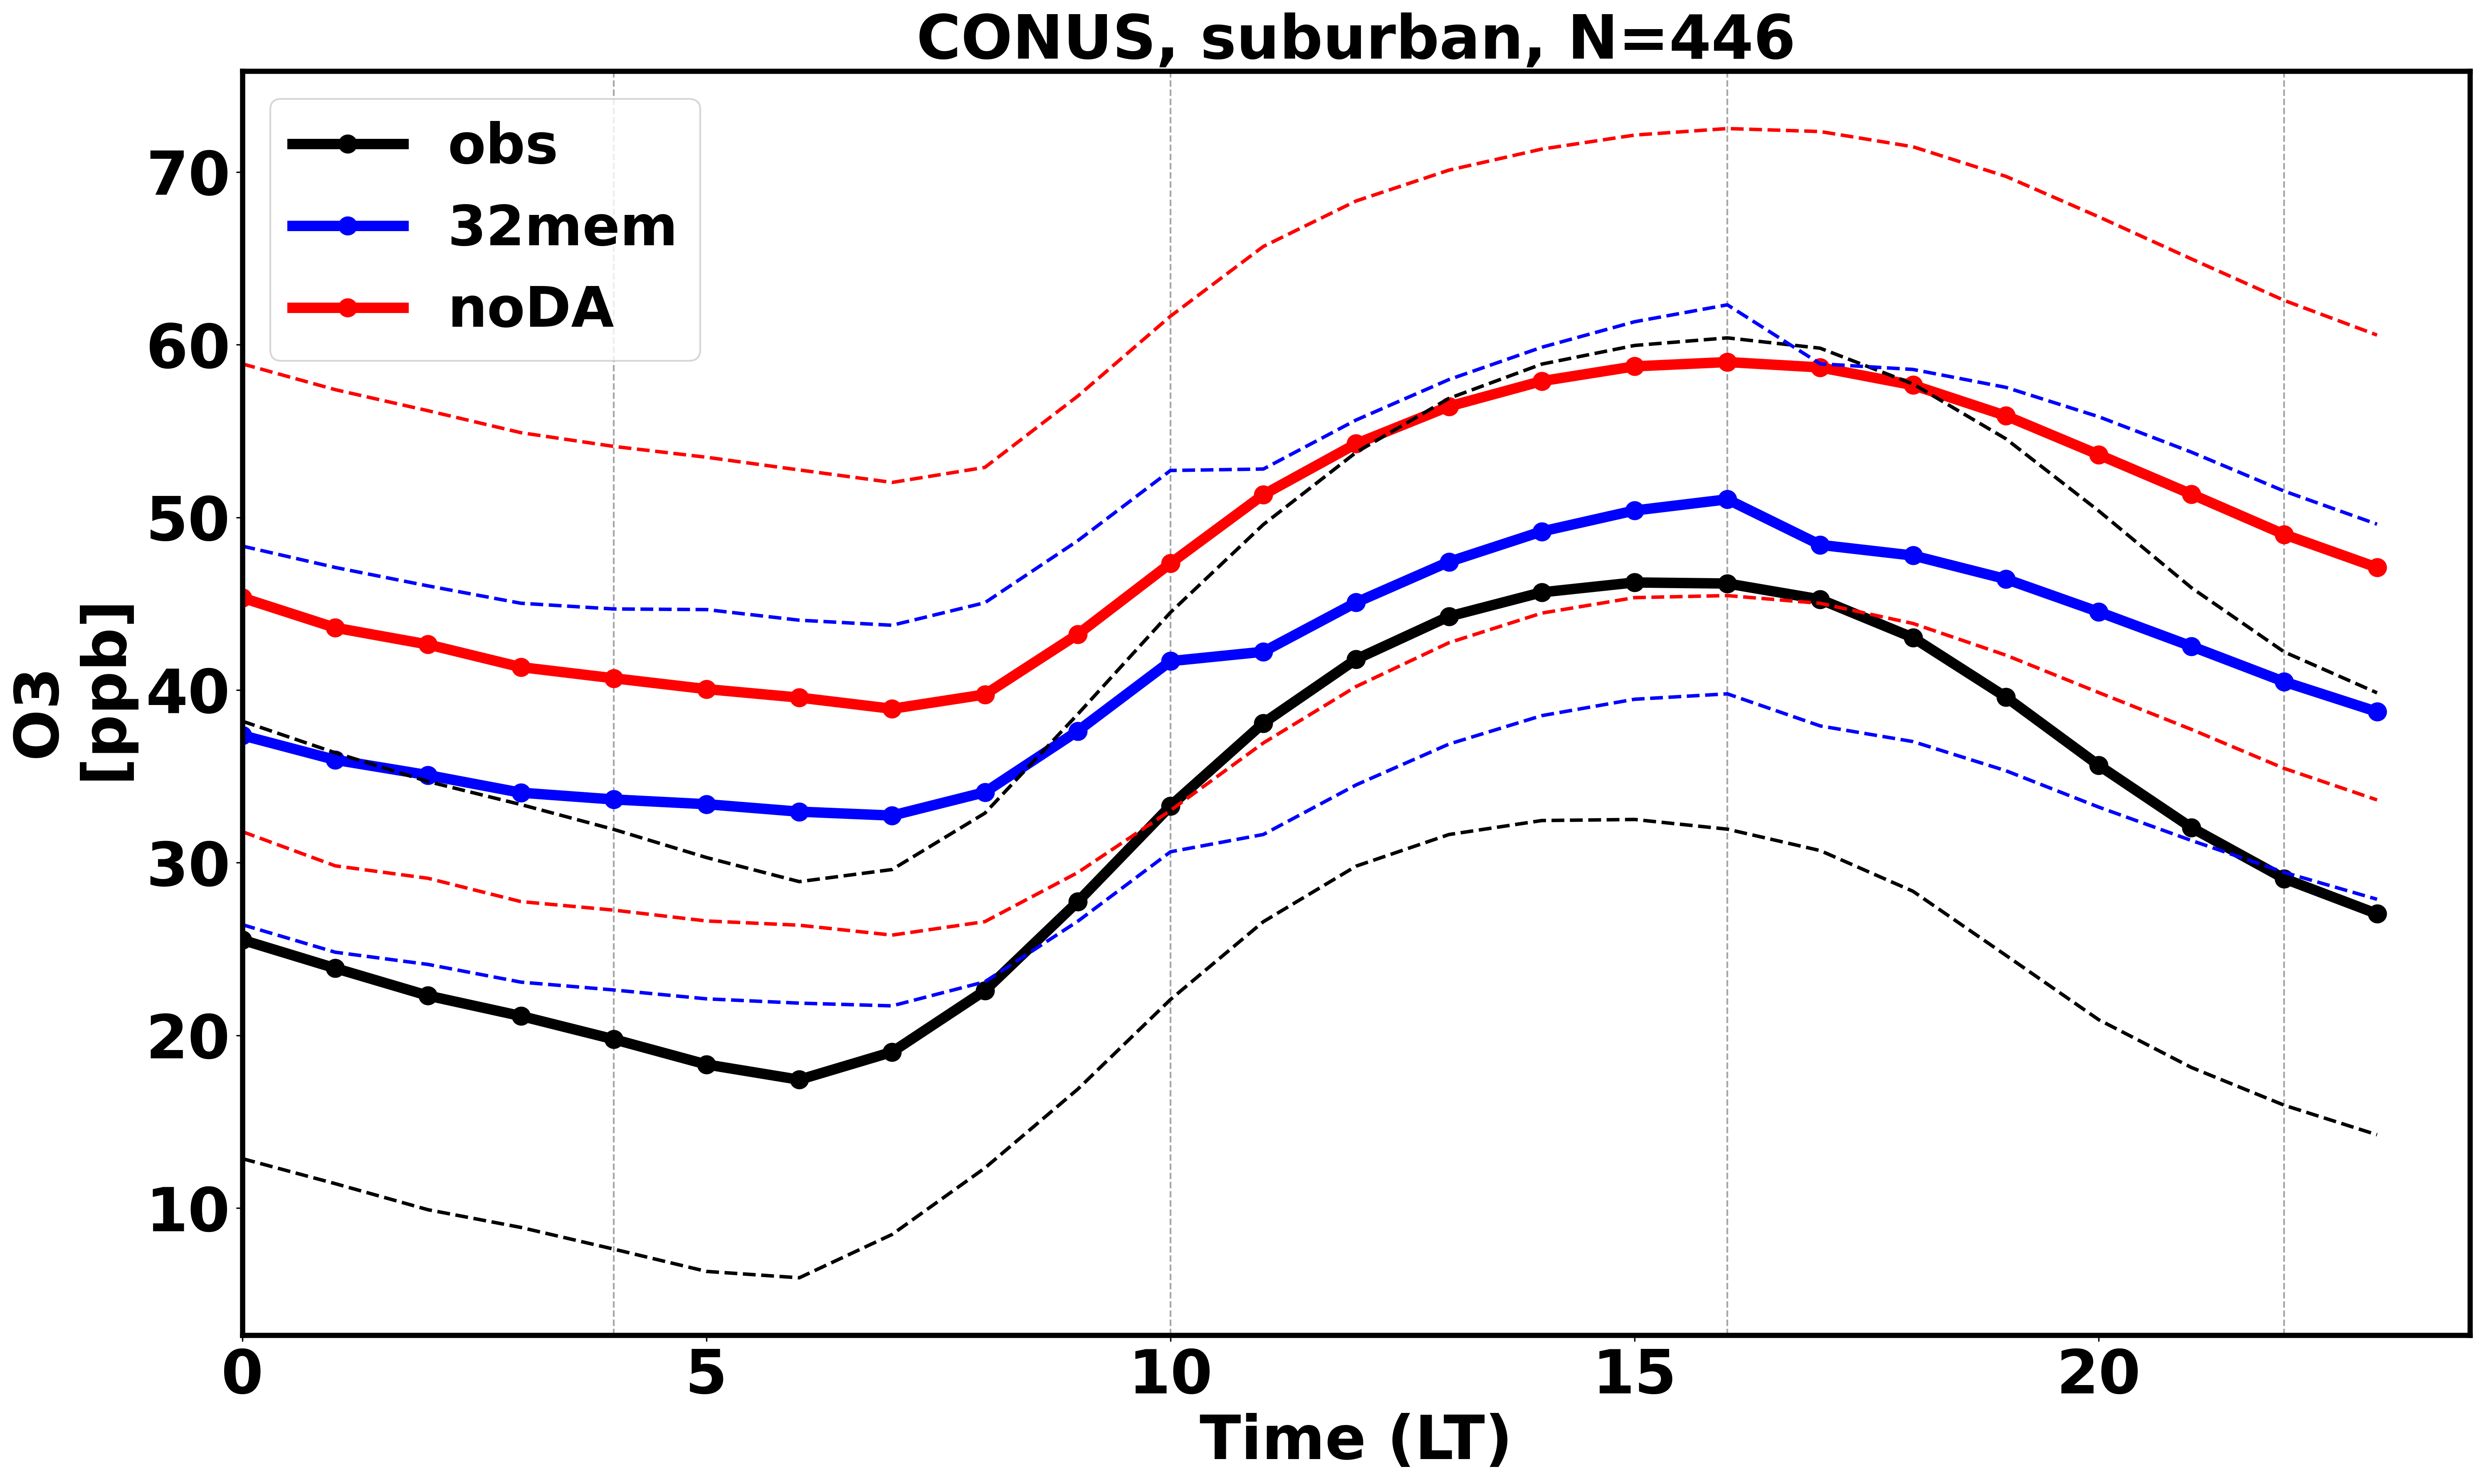 CONUS, suburban, N=446
obs
32mem
noDA
70
60
50
40
30
20
10
O3
[ppb]
0 5 10 15 20
Time (LT)